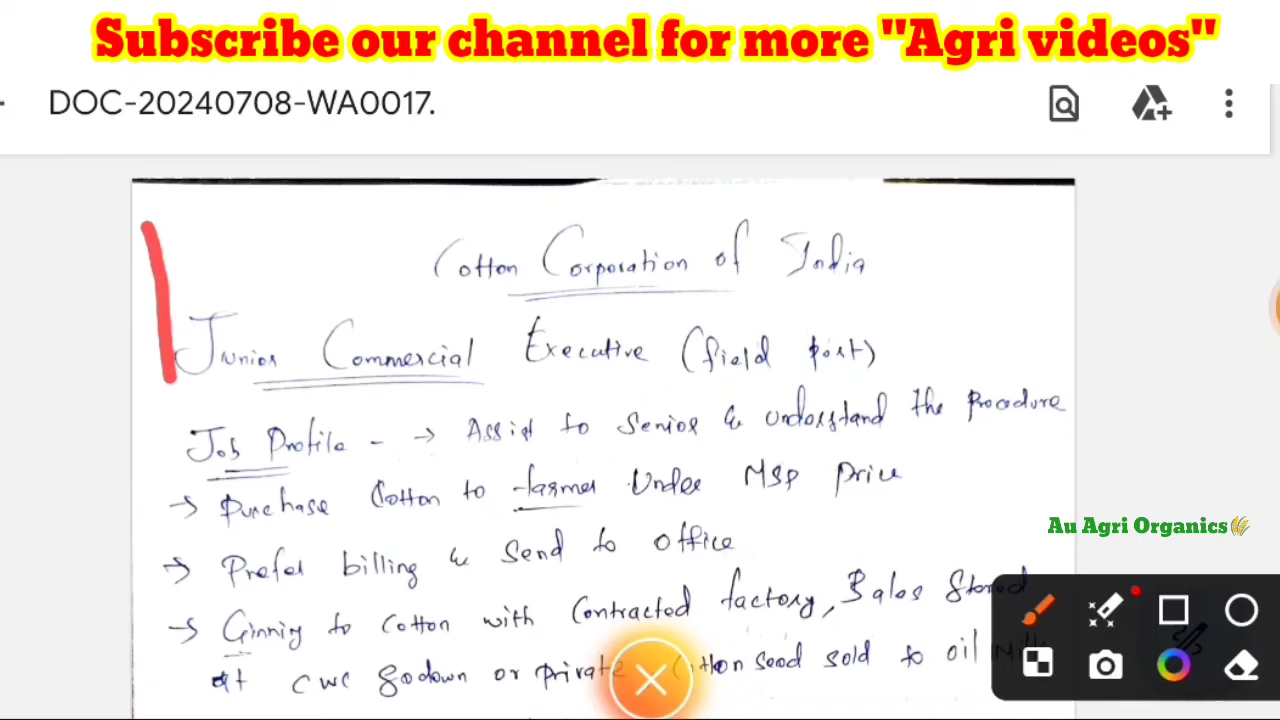 Subscribe our channel for more "Agri videos"
DOC-20240708-WA0017.
Cotton Corporation of India
Junior Commercial Executive (field post)
Job Profile - → Assist to Senior & understand the Procedure
→ Purchase Cotton to farmer Under MSP Price
→ Prefer billing & Send to office
→ Ginnig to Cotton with Contracted factory, Bales Stored
At CWC godown or private Cotton seed sold to oil Mill
Au Agri Organics